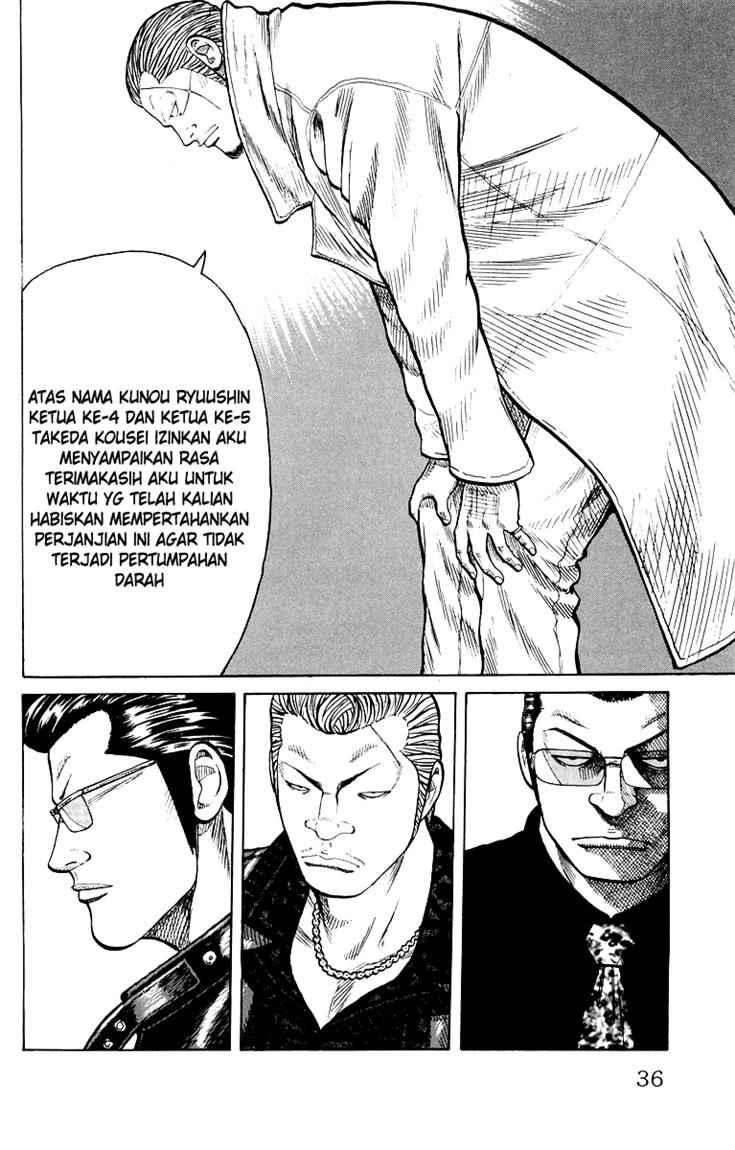 ATAS NAMA KUNOU RYUUSHIN
KETUA KE-4 DAN KETUA KE-5
TAKEDA KOUSEI IZINKAN AKU
MENYAMPAIKAN RASA
TERIMAKASIH AKU UNTUK
WAKTU YG TELAH KALIAN
HABISKAN MEMPERTAHANKAN
PERJANJIAN INI AGAR TIDAK
TERJADI PERTUMPAHAN
DARAH
36